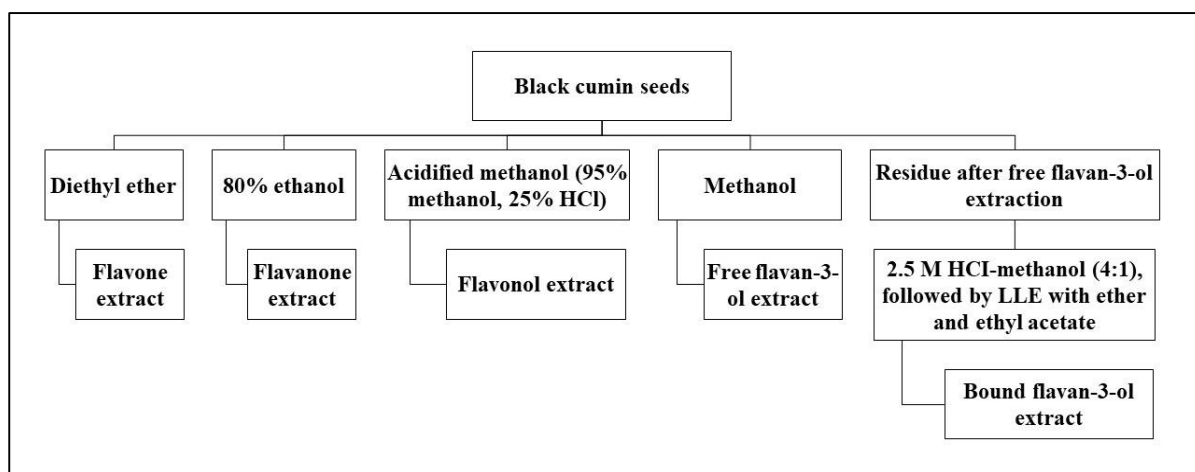 Black cumin seeds
Diethyl ether
80% ethanol
Acidified methanol (95%
methanol, 25% HCl)
Methanol
Residue after free flavan-3-ol
extraction
Flavone
extract
Flavanone
extract
Flavonol extract
Free flavan-3-
ol extract
2.5 M HCI-methanol (4:1),
followed by LLE with ether
and ethyl acetate
Bound flavan-3-ol
extract